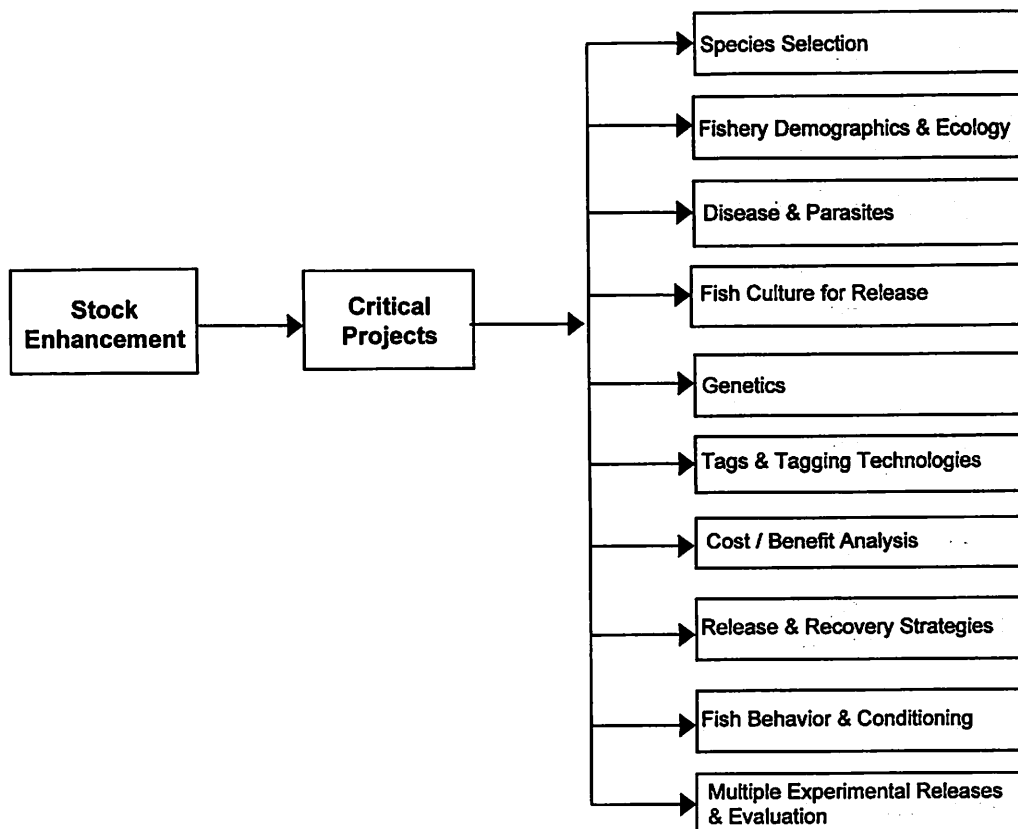 Stock
Enhancement
Critical
Projects
Species Selection
Fishery Demographics & Ecology
Disease & Parasites
Fish Culture for Release
Genetics
Tags & Tagging Technologies
Cost / Benefit Analysis
Release & Recovery Strategies
Fish Behavior & Conditioning
Multiple Experimental Releases
& Evaluation